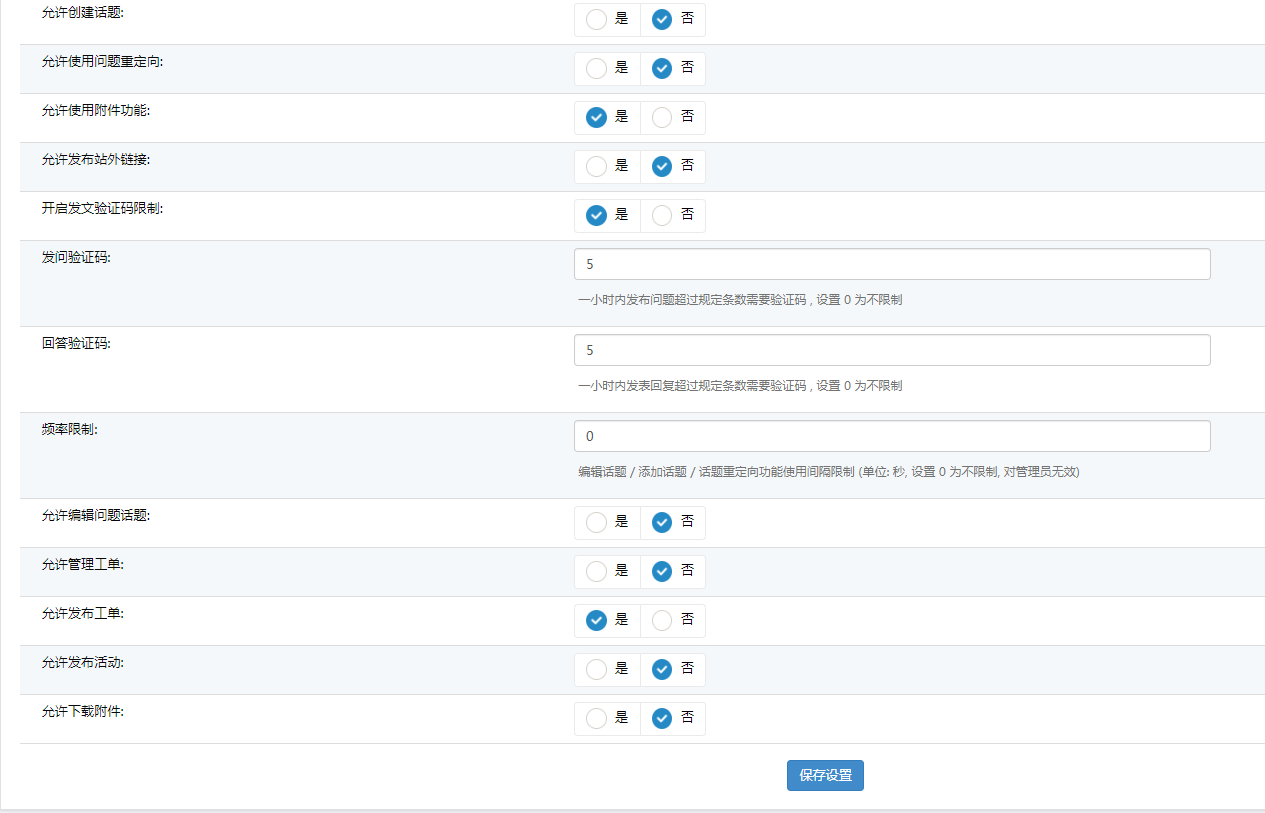 允许创建话题: 是 否
允许使用问题重定向: 是 否
允许使用附件功能: 是 否
允许发布站外链接: 是 否
开启发文验证码限制: 是 否
发问验证码: 5
一小时内发布问题超过规定条数需要验证码 , 设置 0 为不限制
回答验证码: 5
一小时内发表回复超过规定条数需要验证码 , 设置 0 为不限制
频率限制: 0
编辑话题 / 添加话题 / 话题重定向功能使用间隔限制 (单位: 秒, 设置 0 为不限制, 对管理员无效)
允许编辑问题话题: 是 否
允许管理工单: 是 否
允许发布工单: 是 否
允许发布活动: 是 否
允许下载附件: 是 否
保存设置